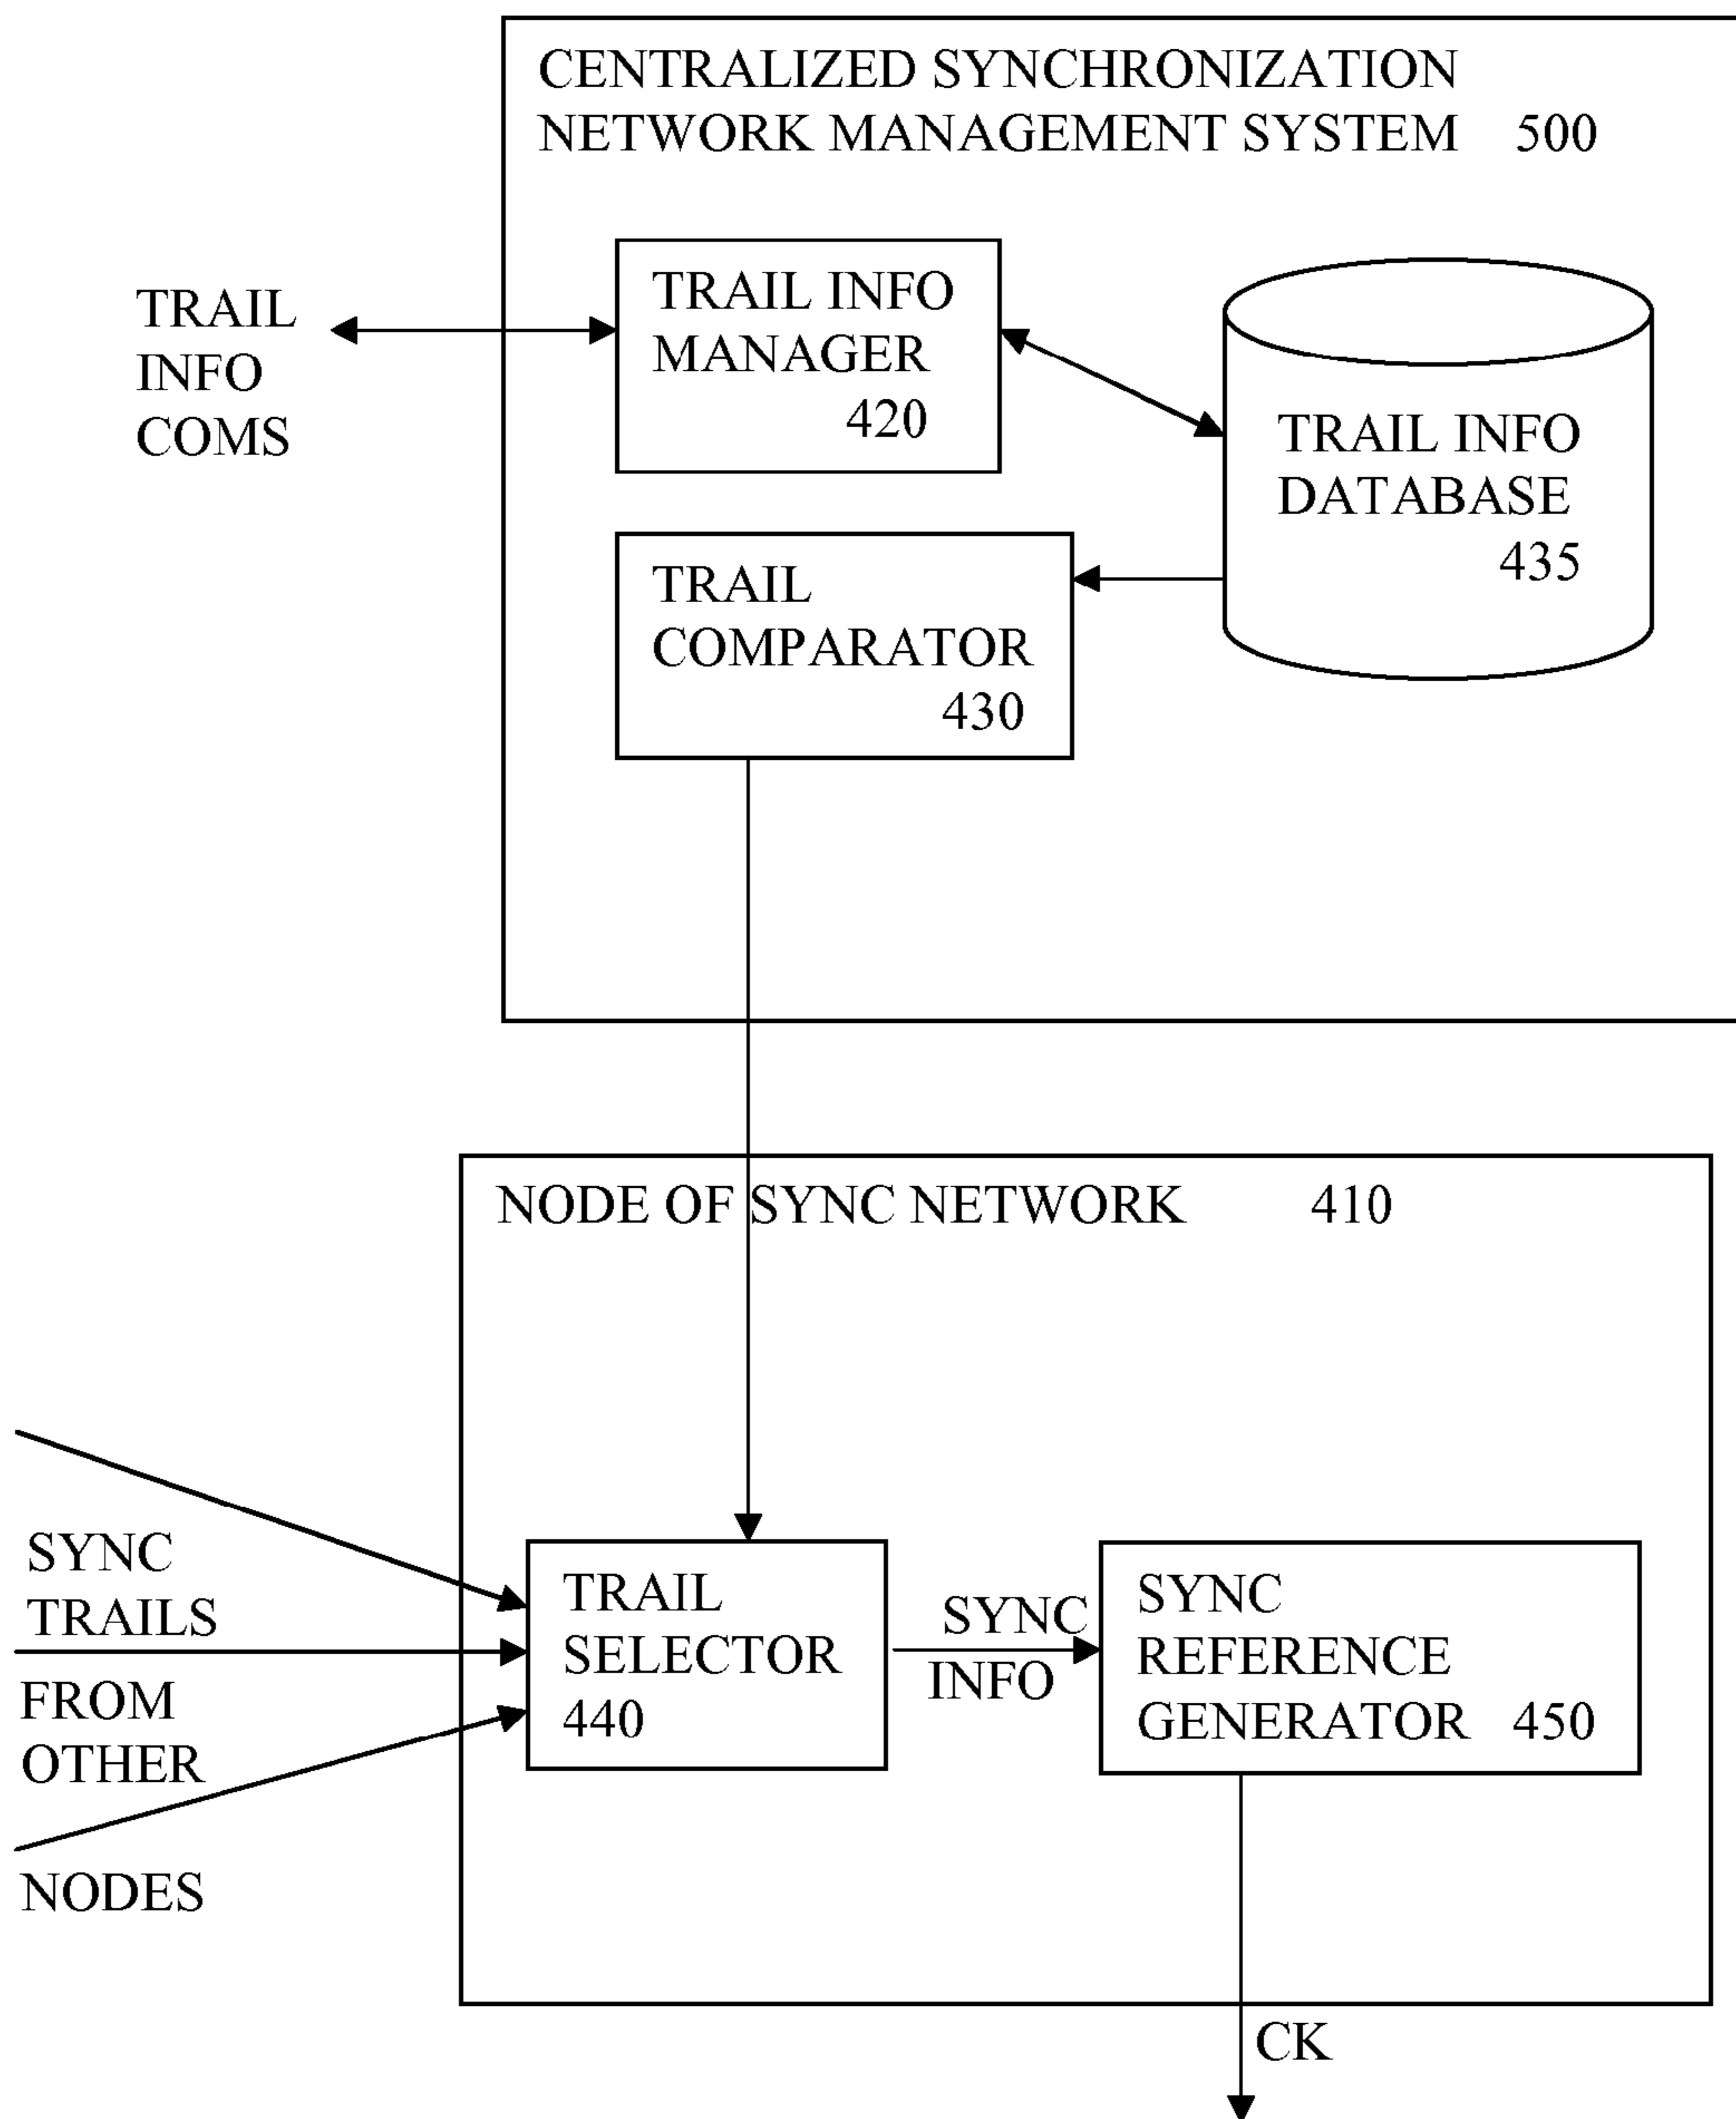 CENTRALIZED SYNCHRONIZATION
NETWORK MANAGEMENT SYSTEM 500
TRAIL
INFO
COMS
TRAIL INFO
MANAGER
420
TRAIL INFO
DATABASE
435
TRAIL
COMPARATOR
430
NODE OF SYNC NETWORK 410
SYNC
TRAILS
FROM
OTHER
NODES
TRAIL
SELECTOR
440
SYNC
INFO
SYNC
REFERENCE
GENERATOR 450
CK